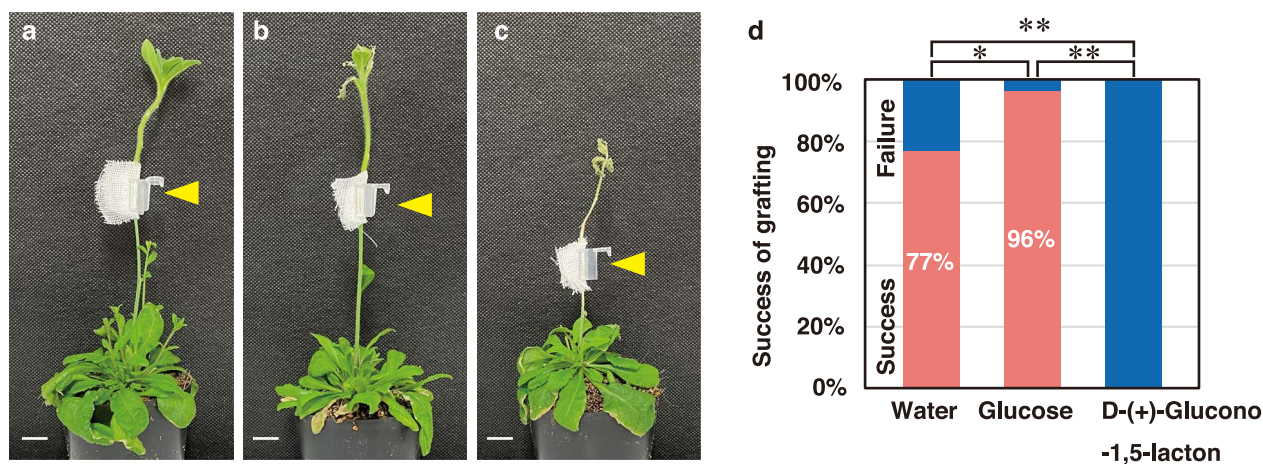 a
b
c
d
**
*
**
100%
80%
60%
40%
20%
0%
Success of grafting
Failure
Success
77%
96%
Water
Glucose
D-(+)-Glucono
-1,5-lacton